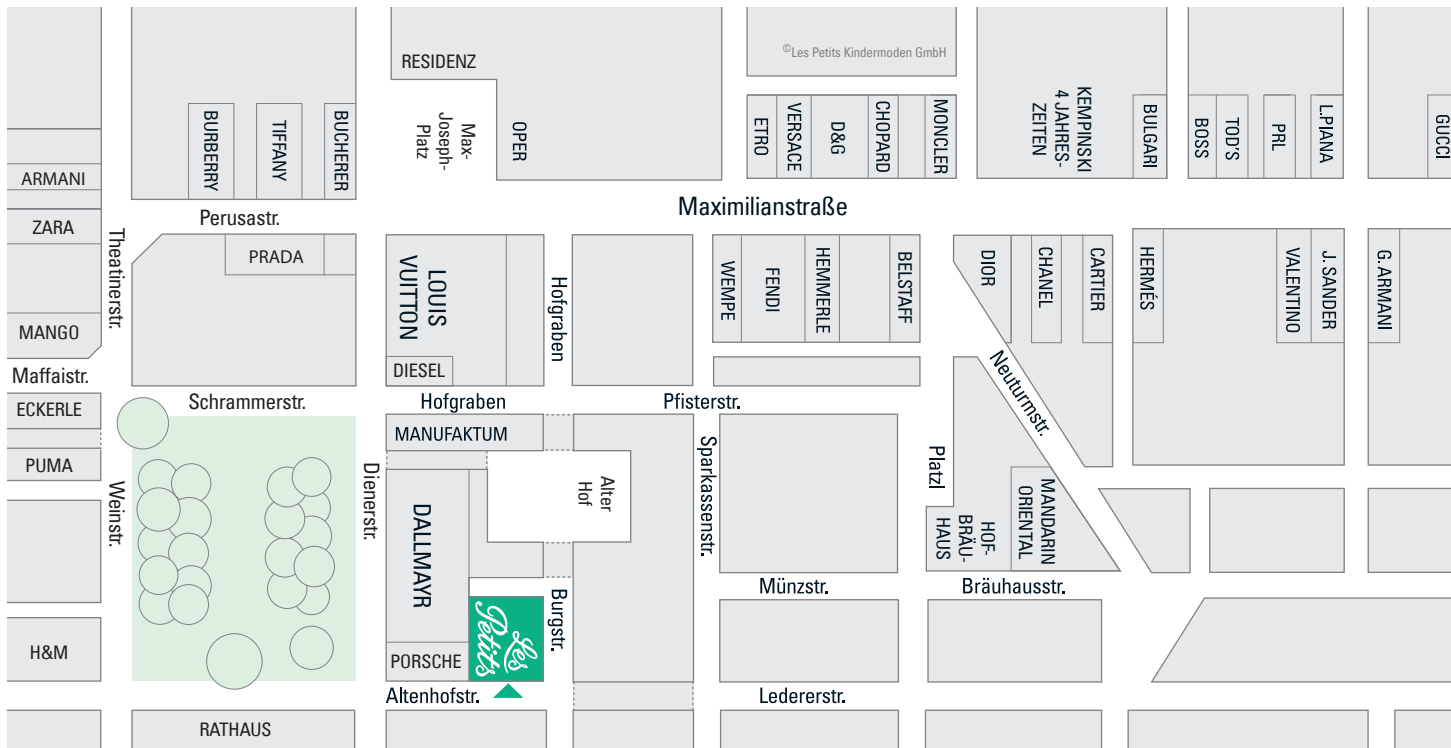 ©Les Petits Kindermoden GmbH
RESIDENZ
Max-
Joseph-
Platz
OPER
BURBERRY
TIFFANY
BUCHERER
ETRO
VERSACE
D&G
CHOPARD
MONCLER
KEMPINSKI
4 JAHRES-
ZEITEN
BULGARI
BOSS
TOD'S
PRL
L.PIANA
GUCCI
ARMANI
ZARA
MANGO
Theatinerstr.
Perusastr.
Maximilianstraße
PRADA
LOUIS
VUITTON
DIESEL
Hofgraben
WEMPE
FENDI
HEMMERLE
BELSTAFF
DIOR
CHANEL
CARTIER
HERMÉS
VALENTINO
J. SANDER
G. ARMANI
Neuturmstr.
Maffaistr.
Schrammerstr.
Hofgraben
Pfisterstr.
ECKERLE
PUMA
Weinstr.
H&M
Dienerstr.
MANUFAKTUM
DALLMAYR
Alter
Hof
Sparkassenstr.
Platzl
HOF-
BRÄU-
HAUS
MANDARIN
ORIENTAL
Münzstr.
Bräuhausstr.
Burgstr.
Les
Petits
PORSCHE
Altenhofstr.
Ledererstr.
RATHAUS